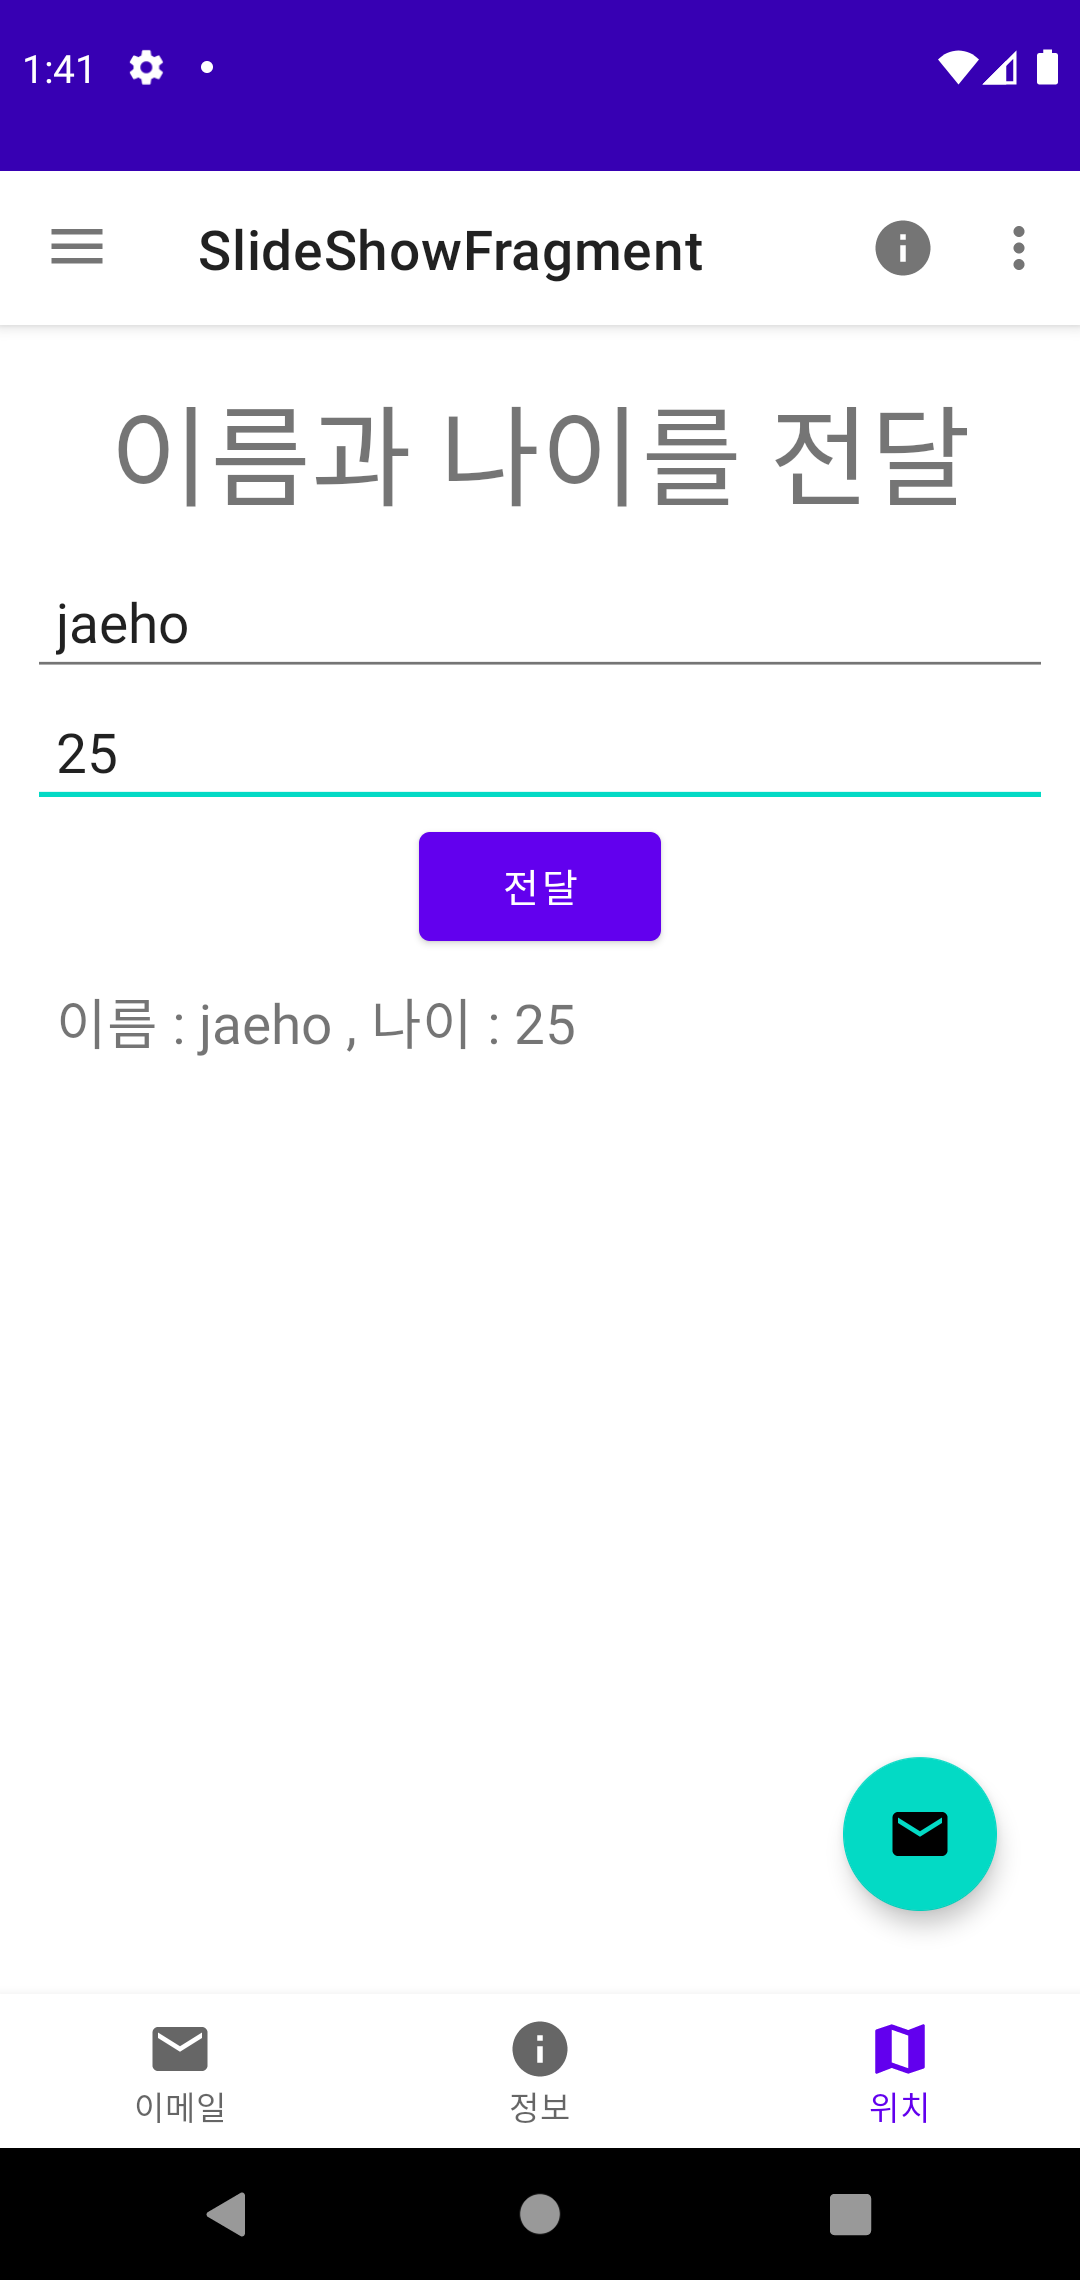 1:41
SlideShowFragment
이름과 나이를 전달
jaeho
25
전달
이름 : jaeho , 나이 : 25
이메일
정보
위치